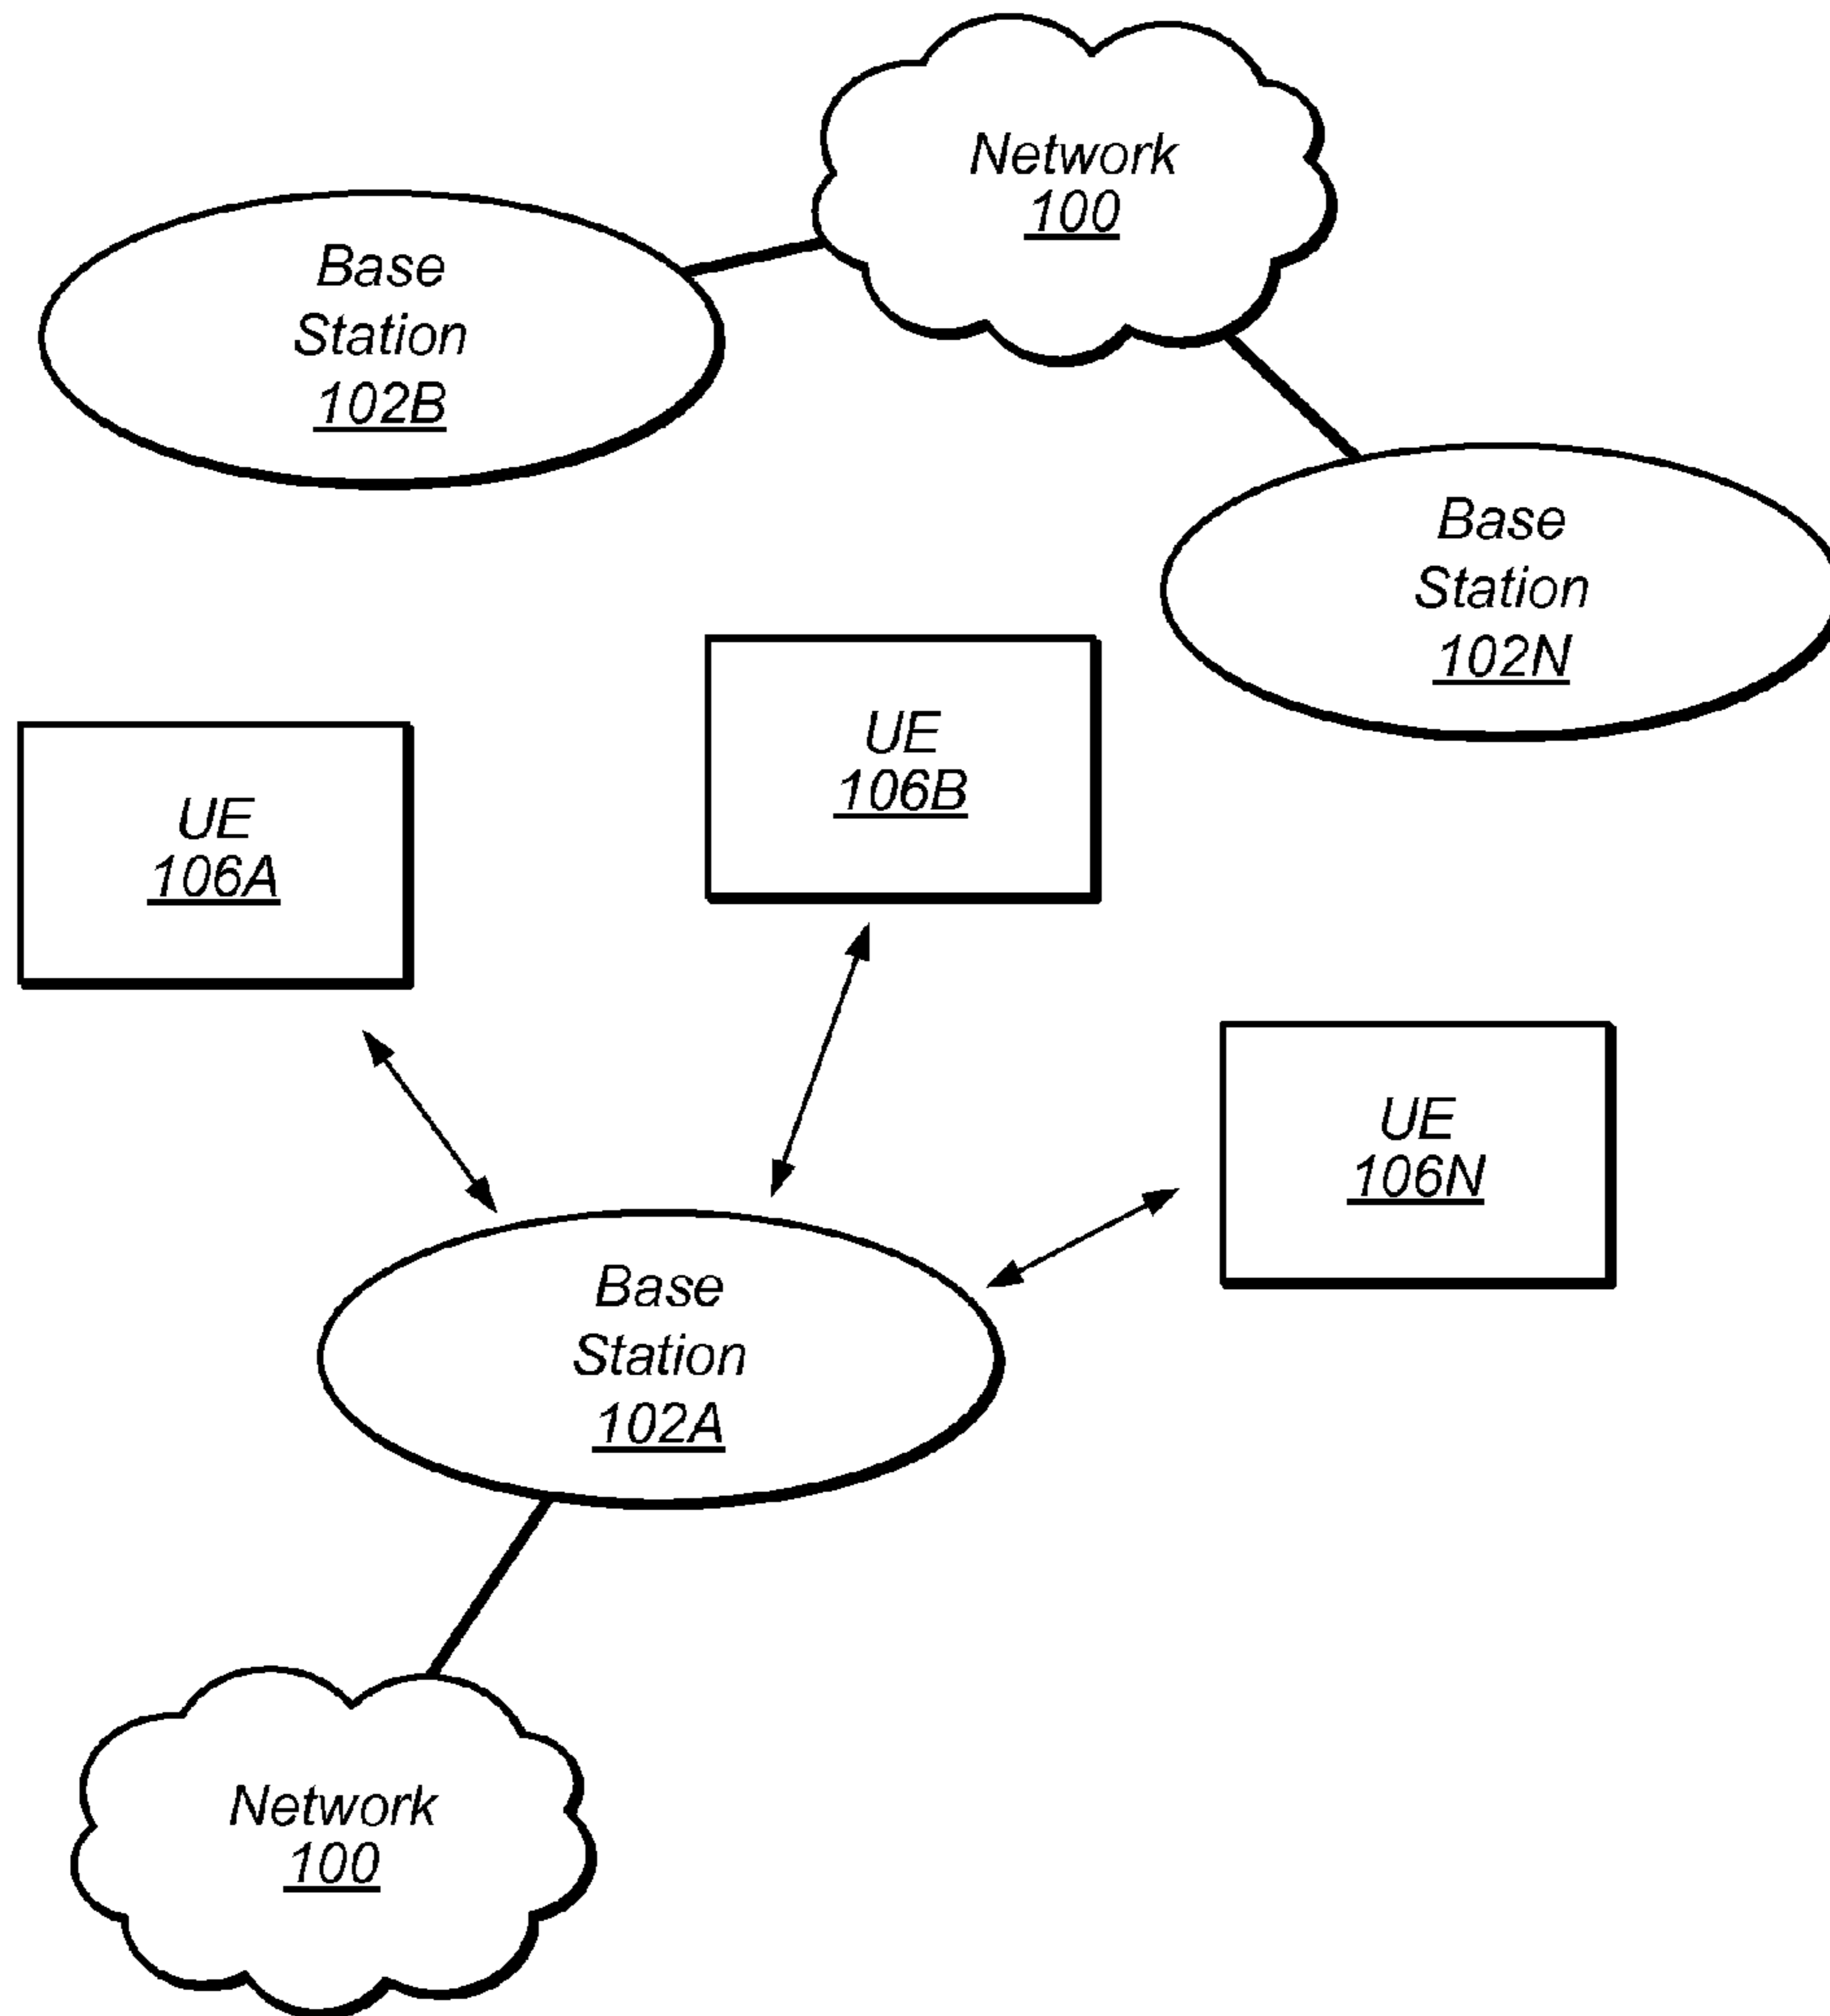 Network
100
Base
Station
102B
Base
Station
102N
UE
106B
UE
106A
UE
106N
Base
Station
102A
Network
100